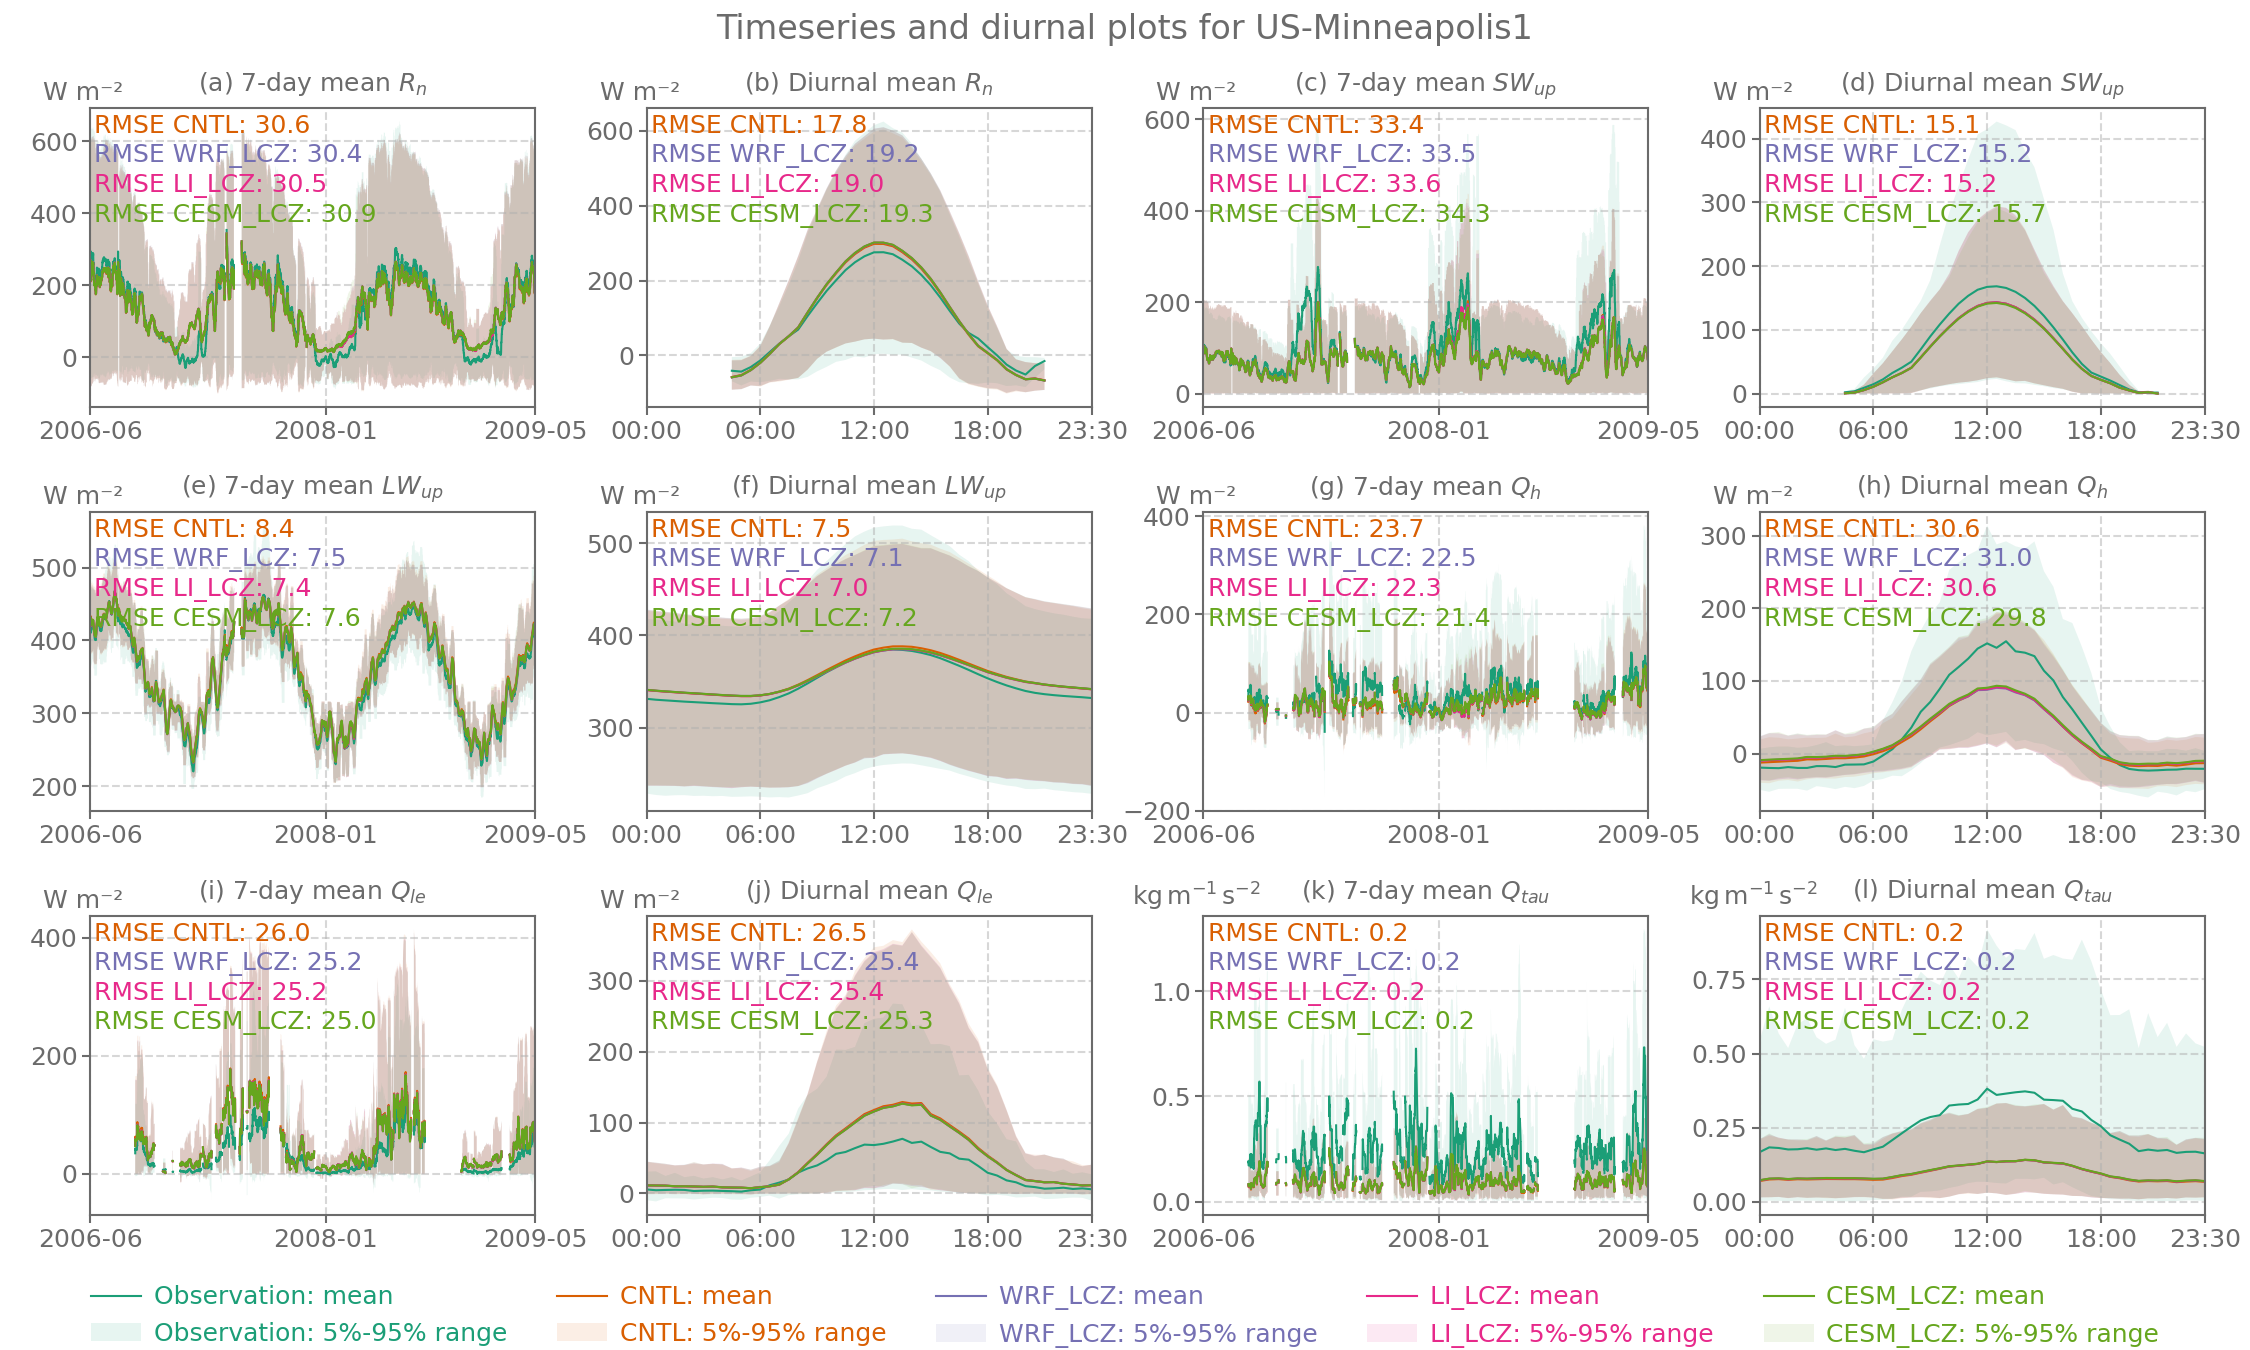 Timeseries and diurnal plots for US-Minneapolis1
W m⁻² (a) 7-day mean Rₙ
RMSE CNTL: 30.6
RMSE WRF_LCZ: 30.4
RMSE LI_LCZ: 30.5
RMSE CESM_LCZ: 30.9
600
400
200
0
2006-06 2008-01 2009-05
W m⁻² (b) Diurnal mean Rₙ
RMSE CNTL: 17.8
RMSE WRF_LCZ: 19.2
RMSE LI_LCZ: 19.0
RMSE CESM_LCZ: 19.3
600
400
200
0
00:00 06:00 12:00 18:00 23:30
W m⁻² (c) 7-day mean SW_up
RMSE CNTL: 33.4
RMSE WRF_LCZ: 33.5
RMSE LI_LCZ: 33.6
RMSE CESM_LCZ: 34.3
600
400
200
0
2006-06 2008-01 2009-05
W m⁻² (d) Diurnal mean SW_up
RMSE CNTL: 15.1
RMSE WRF_LCZ: 15.2
RMSE LI_LCZ: 15.2
RMSE CESM_LCZ: 15.7
400
300
200
100
0
00:00 06:00 12:00 18:00 23:30
W m⁻² (e) 7-day mean LW_up
RMSE CNTL: 8.4
RMSE WRF_LCZ: 7.5
RMSE LI_LCZ: 7.4
RMSE CESM_LCZ: 7.6
500
400
300
200
2006-06 2008-01 2009-05
W m⁻² (f) Diurnal mean LW_up
RMSE CNTL: 7.5
RMSE WRF_LCZ: 7.1
RMSE LI_LCZ: 7.0
RMSE CESM_LCZ: 7.2
500
400
300
00:00 06:00 12:00 18:00 23:30
W m⁻² (g) 7-day mean Q_h
RMSE CNTL: 23.7
RMSE WRF_LCZ: 22.5
RMSE LI_LCZ: 22.3
RMSE CESM_LCZ: 21.4
400
200
0
−200
2006-06 2008-01 2009-05
W m⁻² (h) Diurnal mean Q_h
RMSE CNTL: 30.6
RMSE WRF_LCZ: 31.0
RMSE LI_LCZ: 30.6
RMSE CESM_LCZ: 29.8
300
200
100
0
00:00 06:00 12:00 18:00 23:30
W m⁻² (i) 7-day mean Q_le
RMSE CNTL: 26.0
RMSE WRF_LCZ: 25.2
RMSE LI_LCZ: 25.2
RMSE CESM_LCZ: 25.0
400
200
0
2006-06 2008-01 2009-05
W m⁻² (j) Diurnal mean Q_le
RMSE CNTL: 26.5
RMSE WRF_LCZ: 25.4
RMSE LI_LCZ: 25.4
RMSE CESM_LCZ: 25.3
300
200
100
0
00:00 06:00 12:00 18:00 23:30
kg m⁻¹ s⁻² (k) 7-day mean Q_tau
RMSE CNTL: 0.2
RMSE WRF_LCZ: 0.2
RMSE LI_LCZ: 0.2
RMSE CESM_LCZ: 0.2
1.0
0.5
0.0
2006-06 2008-01 2009-05
kg m⁻¹ s⁻² (l) Diurnal mean Q_tau
RMSE CNTL: 0.2
RMSE WRF_LCZ: 0.2
RMSE LI_LCZ: 0.2
RMSE CESM_LCZ: 0.2
0.75
0.50
0.25
0.00
00:00 06:00 12:00 18:00 23:30
Observation: mean CNTL: mean WRF_LCZ: mean LI_LCZ: mean CESM_LCZ: mean
Observation: 5%-95% range CNTL: 5%-95% range WRF_LCZ: 5%-95% range LI_LCZ: 5%-95% range CESM_LCZ: 5%-95% range